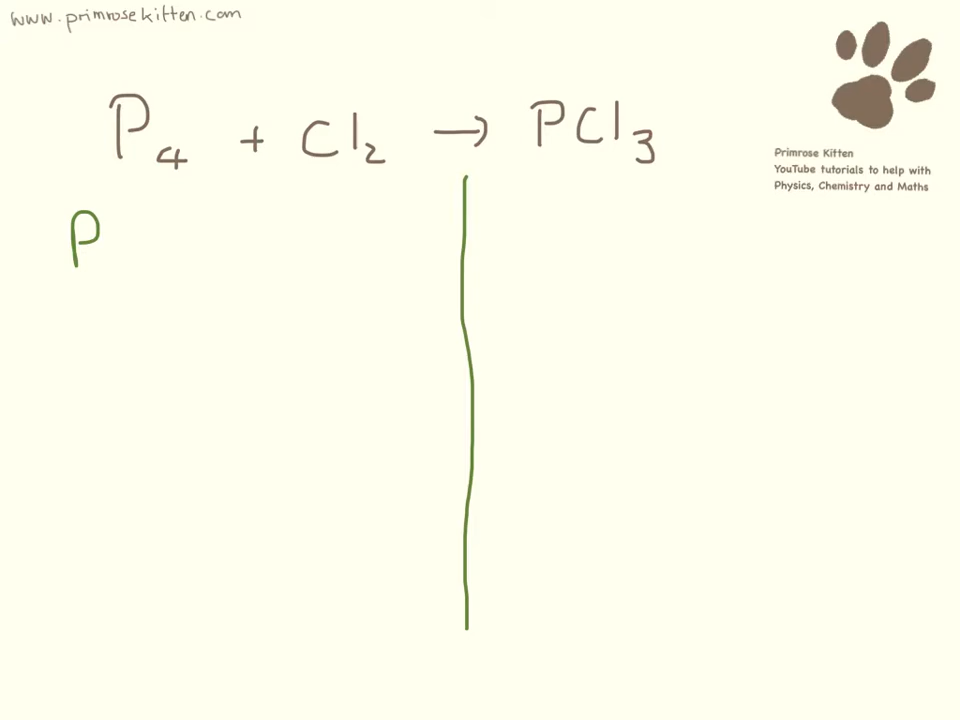 www.primrosekitten.com
P₄ + Cl₂ → PCl₃
Primrose Kitten
YouTube tutorials to help with
Physics, Chemistry and Maths
P